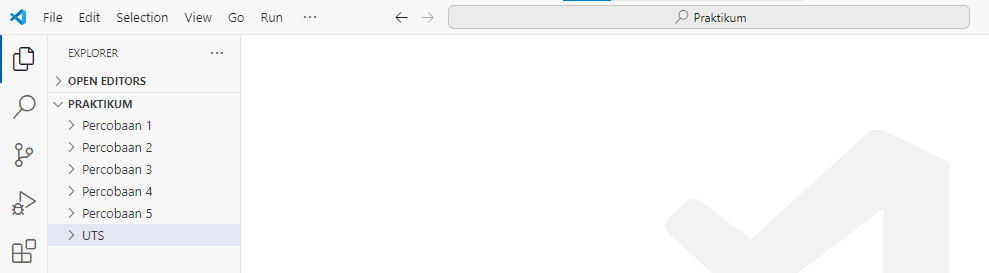 File Edit Selection View Go Run ···
Praktikum
EXPLORER ···
OPEN EDITORS
PRAKTIKUM
Percobaan 1
Percobaan 2
Percobaan 3
Percobaan 4
Percobaan 5
UTS